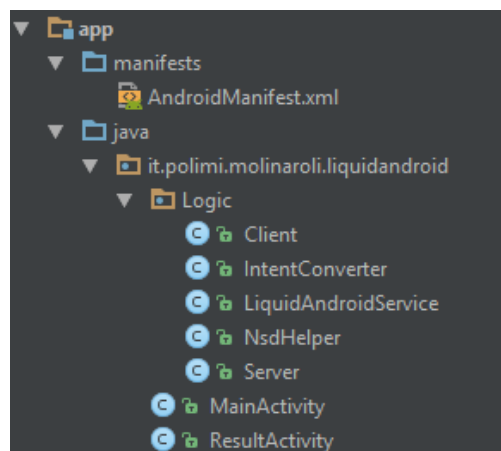 app
manifests
AndroidManifest.xml
java
it.polimi.molinaroli.liquidandroid
Logic
Client
IntentConverter
LiquidAndroidService
NsdHelper
Server
MainActivity
ResultActivity